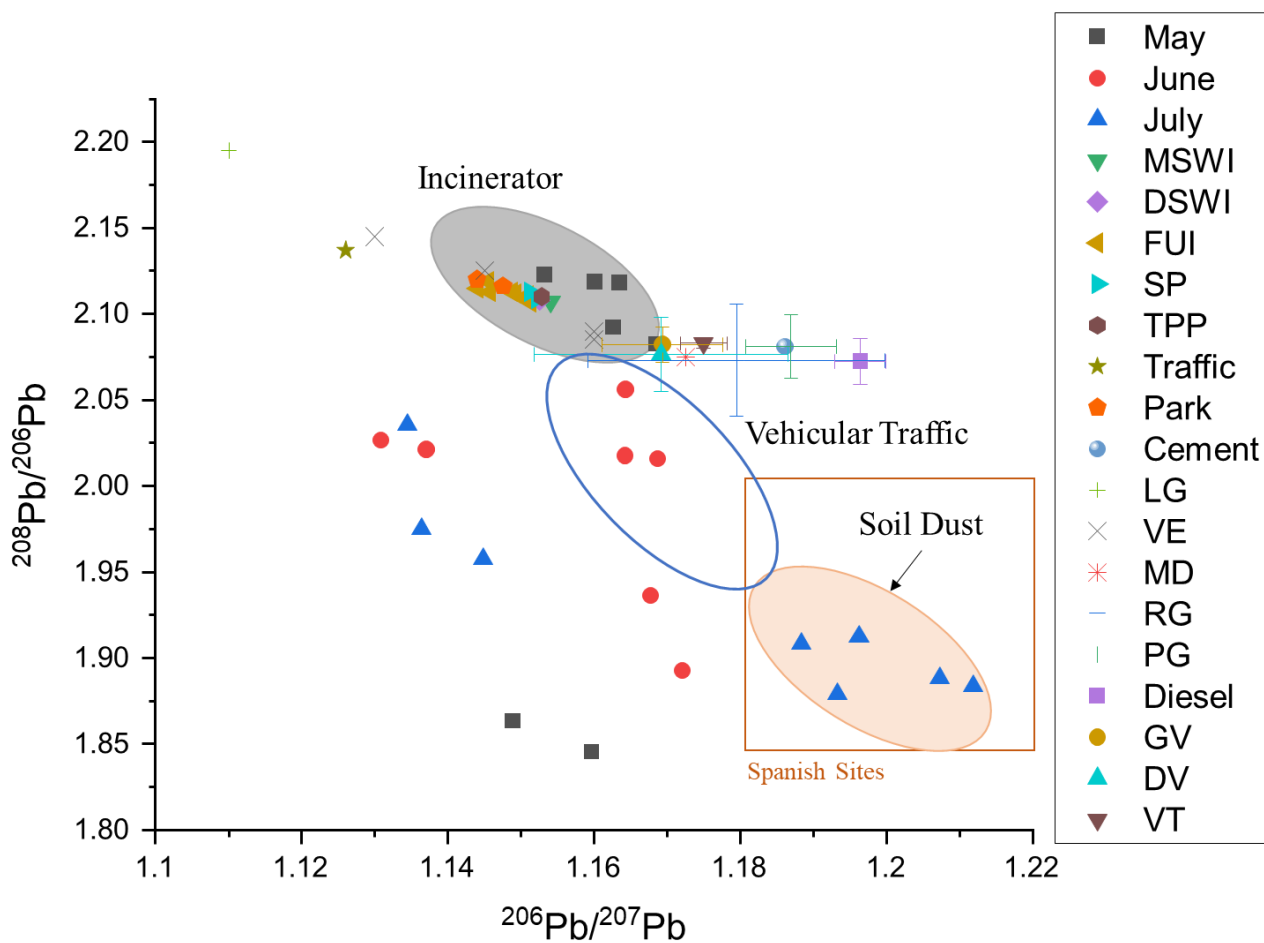 May
June
July
MSWI
DSWI
FUI
SP
TPP
Traffic
Park
Cement
LG
VE
MD
RG
PG
Diesel
GV
DV
VT
2.20
2.15
2.10
2.05
2.00
1.95
1.90
1.85
1.80
²⁰⁸Pb/²⁰⁶Pb
Incinerator
Vehicular Traffic
Soil Dust
Spanish Sites
1.1
1.12
1.14
1.16
1.18
1.2
1.22
²⁰⁶Pb/²⁰⁷Pb